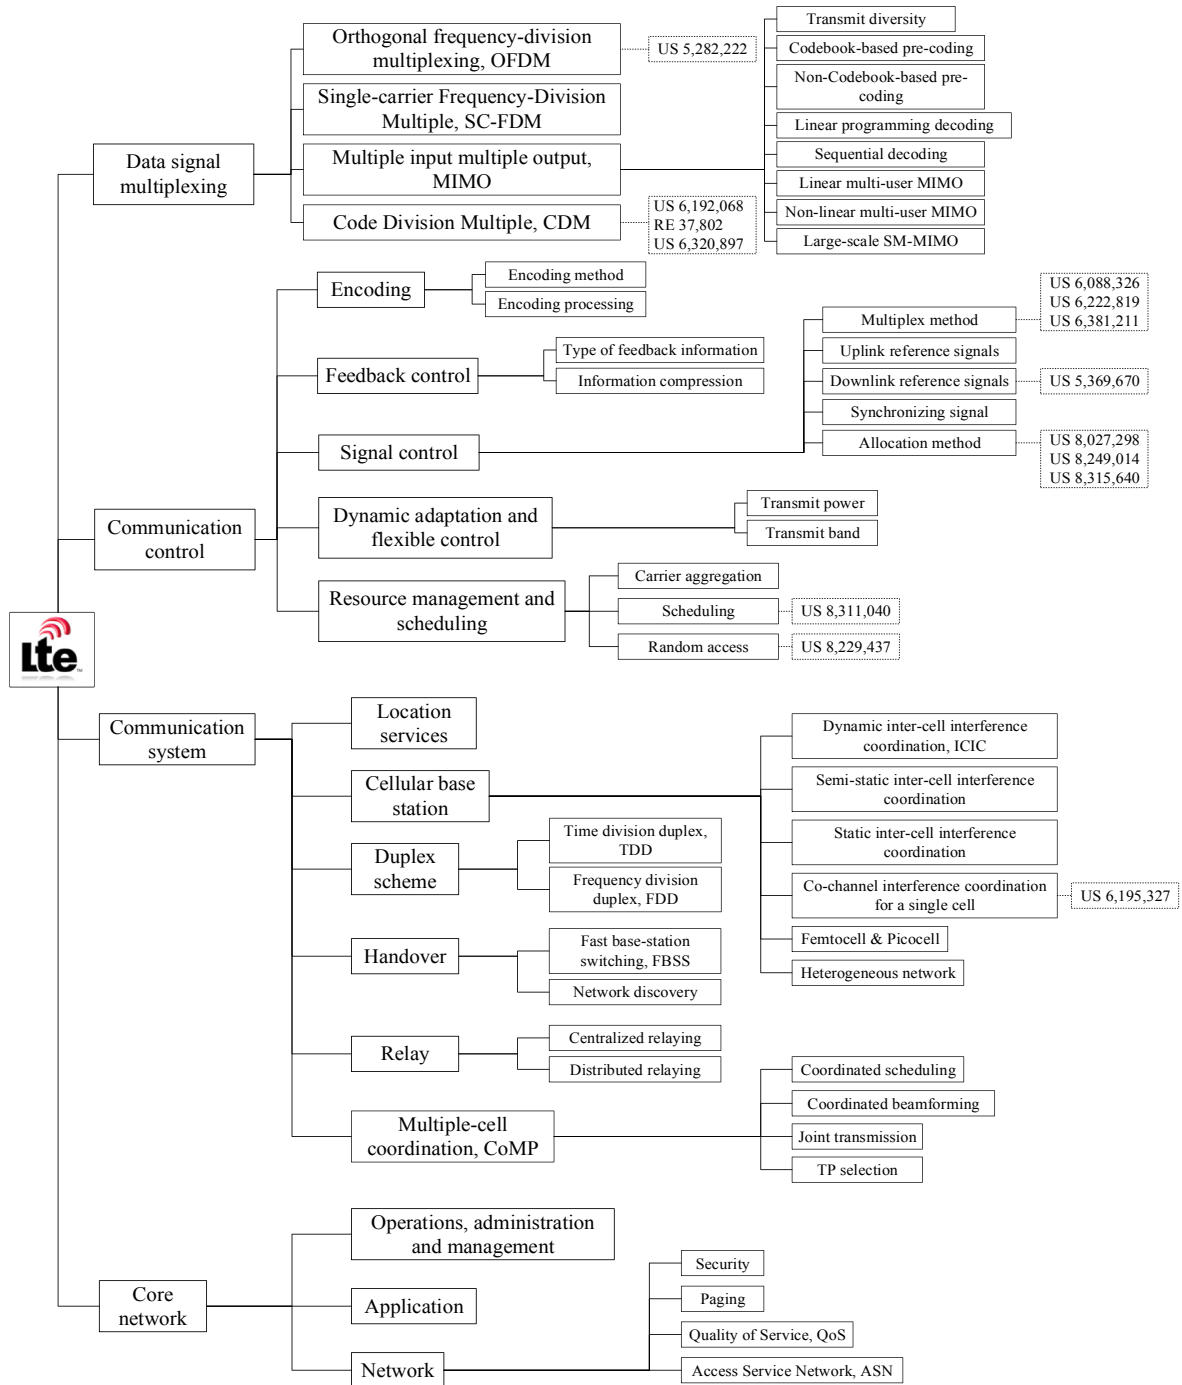 Lte
TM
Data signal
multiplexing
Orthogonal frequency-division
multiplexing, OFDM
US 5,282,222
Single-carrier Frequency-Division
Multiple, SC-FDM
Multiple input multiple output,
MIMO
Transmit diversity
Codebook-based pre-coding
Non-Codebook-based pre-
coding
Linear programming decoding
Sequential decoding
Linear multi-user MIMO
Non-linear multi-user MIMO
Large-scale SM-MIMO
Code Division Multiple, CDM
US 6,192,068
RE 37,802
US 6,320,897
Communication
control
Encoding
Encoding method
Encoding processing
Feedback control
Type of feedback information
Information compression
Signal control
Multiplex method
US 6,088,326
US 6,222,819
US 6,381,211
Uplink reference signals
Downlink reference signals
US 5,369,670
Synchronizing signal
Allocation method
US 8,027,298
US 8,249,014
US 8,315,640
Dynamic adaptation and
flexible control
Transmit power
Transmit band
Resource management and
scheduling
Carrier aggregation
Scheduling
US 8,311,040
Random access
US 8,229,437
Communication
system
Location
services
Cellular base
station
Dynamic inter-cell interference
coordination, ICIC
Semi-static inter-cell interference
coordination
Static inter-cell interference
coordination
Co-channel interference coordination
for a single cell
US 6,195,327
Femtocell & Picocell
Heterogeneous network
Duplex
scheme
Time division duplex,
TDD
Frequency division
duplex, FDD
Handover
Fast base-station
switching, FBSS
Network discovery
Relay
Centralized relaying
Distributed relaying
Multiple-cell
coordination, CoMP
Coordinated scheduling
Coordinated beamforming
Joint transmission
TP selection
Core
network
Operations, administration
and management
Application
Network
Security
Paging
Quality of Service, QoS
Access Service Network, ASN